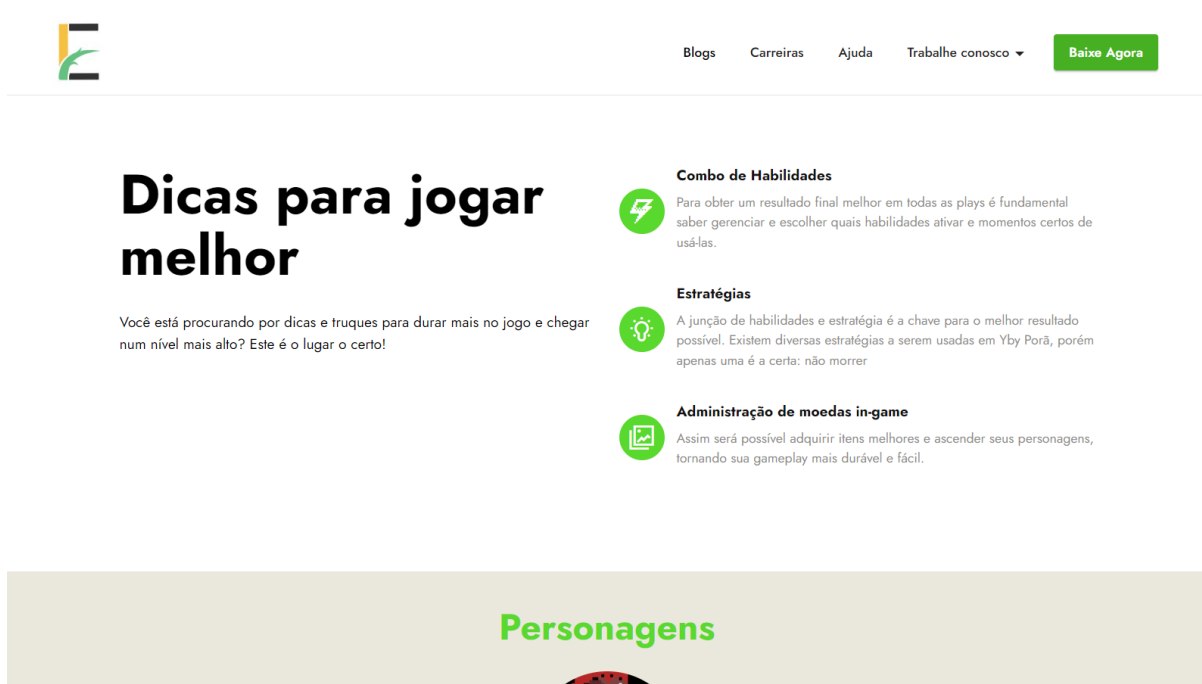 Blogs Carreiras Ajuda Trabalhe conosco Baixe Agora
Dicas para jogar
melhor
Você está procurando por dicas e truques para durar mais no jogo e chegar
num nível mais alto? Este é o lugar o certo!
Combo de Habilidades
Para obter um resultado final melhor em todas as plays é fundamental
saber gerenciar e escolher quais habilidades ativar e momentos certos de
usá-las.
Estratégias
A junção de habilidades e estratégia é a chave para o melhor resultado
possível. Existem diversas estratégias a serem usadas em Yby Porã, porém
apenas uma é a certa: não morrer
Administração de moedas in-game
Assim será possível adquirir itens melhores e ascender seus personagens,
tornando sua gameplay mais durável e fácil.
Personagens